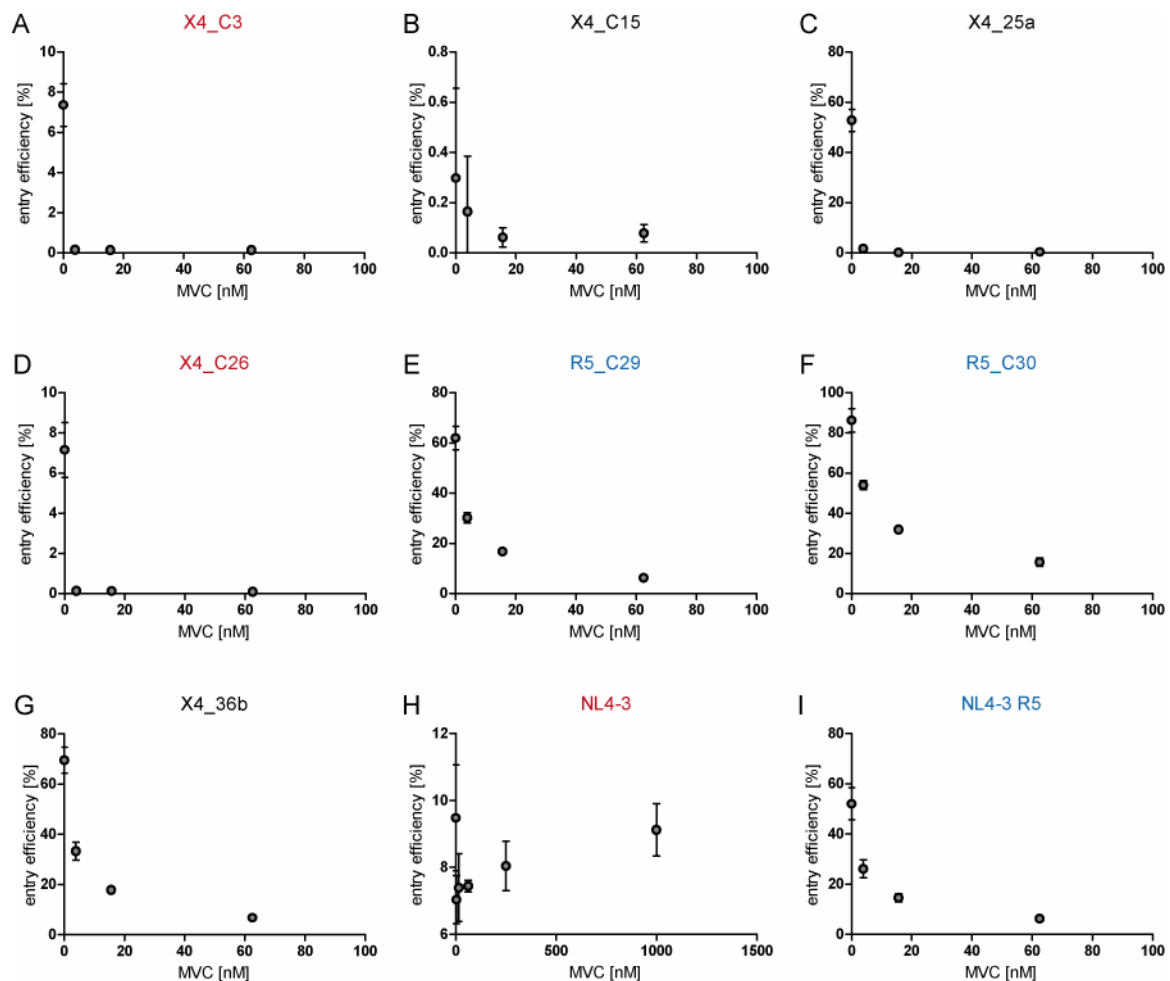 A X4_C3
10
8
6
4
2
0
entry efficiency [%]
0 20 40 60 80 100
MVC [nM]
B X4_C15
0.8
0.6
0.4
0.2
0.0
entry efficiency [%]
0 20 40 60 80 100
MVC [nM]
C X4_25a
80
60
40
20
0
entry efficiency [%]
0 20 40 60 80 100
MVC [nM]
D X4_C26
10
8
6
4
2
0
entry efficiency [%]
0 20 40 60 80 100
MVC [nM]
E R5_C29
80
60
40
20
0
entry efficiency [%]
0 20 40 60 80 100
MVC [nM]
F R5_C30
100
80
60
40
20
0
entry efficiency [%]
0 20 40 60 80 100
MVC [nM]
G X4_36b
80
60
40
20
0
entry efficiency [%]
0 20 40 60 80 100
MVC [nM]
H NL4-3
12
10
8
6
entry efficiency [%]
0 500 1000 1500
MVC [nM]
I NL4-3 R5
80
60
40
20
0
entry efficiency [%]
0 20 40 60 80 100
MVC [nM]